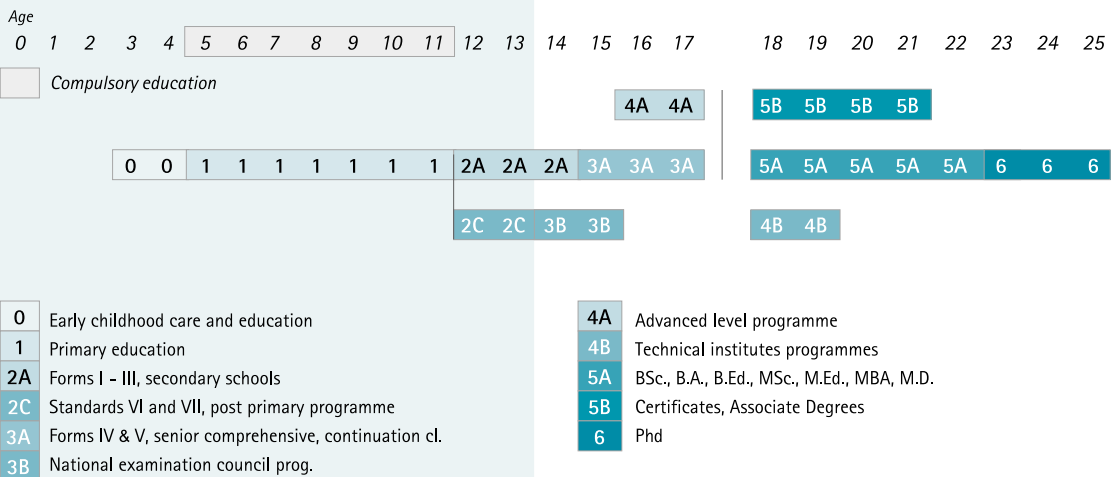 Age
0 1 2 3 4 5 6 7 8 9 10 11 12 13 14 15 16 17 18 19 20 21 22 23 24 25
Compulsory education
4A 4A 5B 5B 5B 5B
0 0 1 1 1 1 1 1 1 2A 2A 2A 3A 3A 3A 5A 5A 5A 5A 5A 6 6 6
2C 2C 3B 3B 4B 4B
0 Early childhood care and education
1 Primary education
2A Forms I - III, secondary schools
2C Standards VI and VII, post primary programme
3A Forms IV & V, senior comprehensive, continuation cl.
3B National examination council prog.
4A Advanced level programme
4B Technical institutes programmes
5A BSc., B.A., B.Ed., MSc., M.Ed., MBA, M.D.
5B Certificates, Associate Degrees
6 Phd